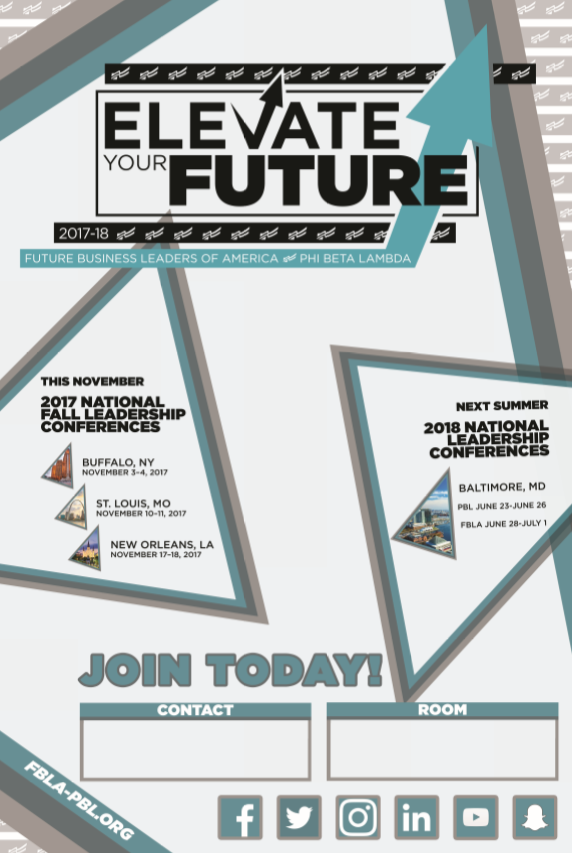 ELEVATE
YOUR FUTURE
2017-18
FUTURE BUSINESS LEADERS OF AMERICA PHI BETA LAMBDA
THIS NOVEMBER
2017 NATIONAL
FALL LEADERSHIP
CONFERENCES
BUFFALO, NY
NOVEMBER 3-4, 2017
ST. LOUIS, MO
NOVEMBER 10-11, 2017
NEW ORLEANS, LA
NOVEMBER 17-18, 2017
NEXT SUMMER
2018 NATIONAL
LEADERSHIP
CONFERENCES
BALTIMORE, MD
PBL JUNE 23-JUNE 26
FBLA JUNE 28-JULY 1
JOIN TODAY!
CONTACT
ROOM
FBLA-PBL.ORG
f
in